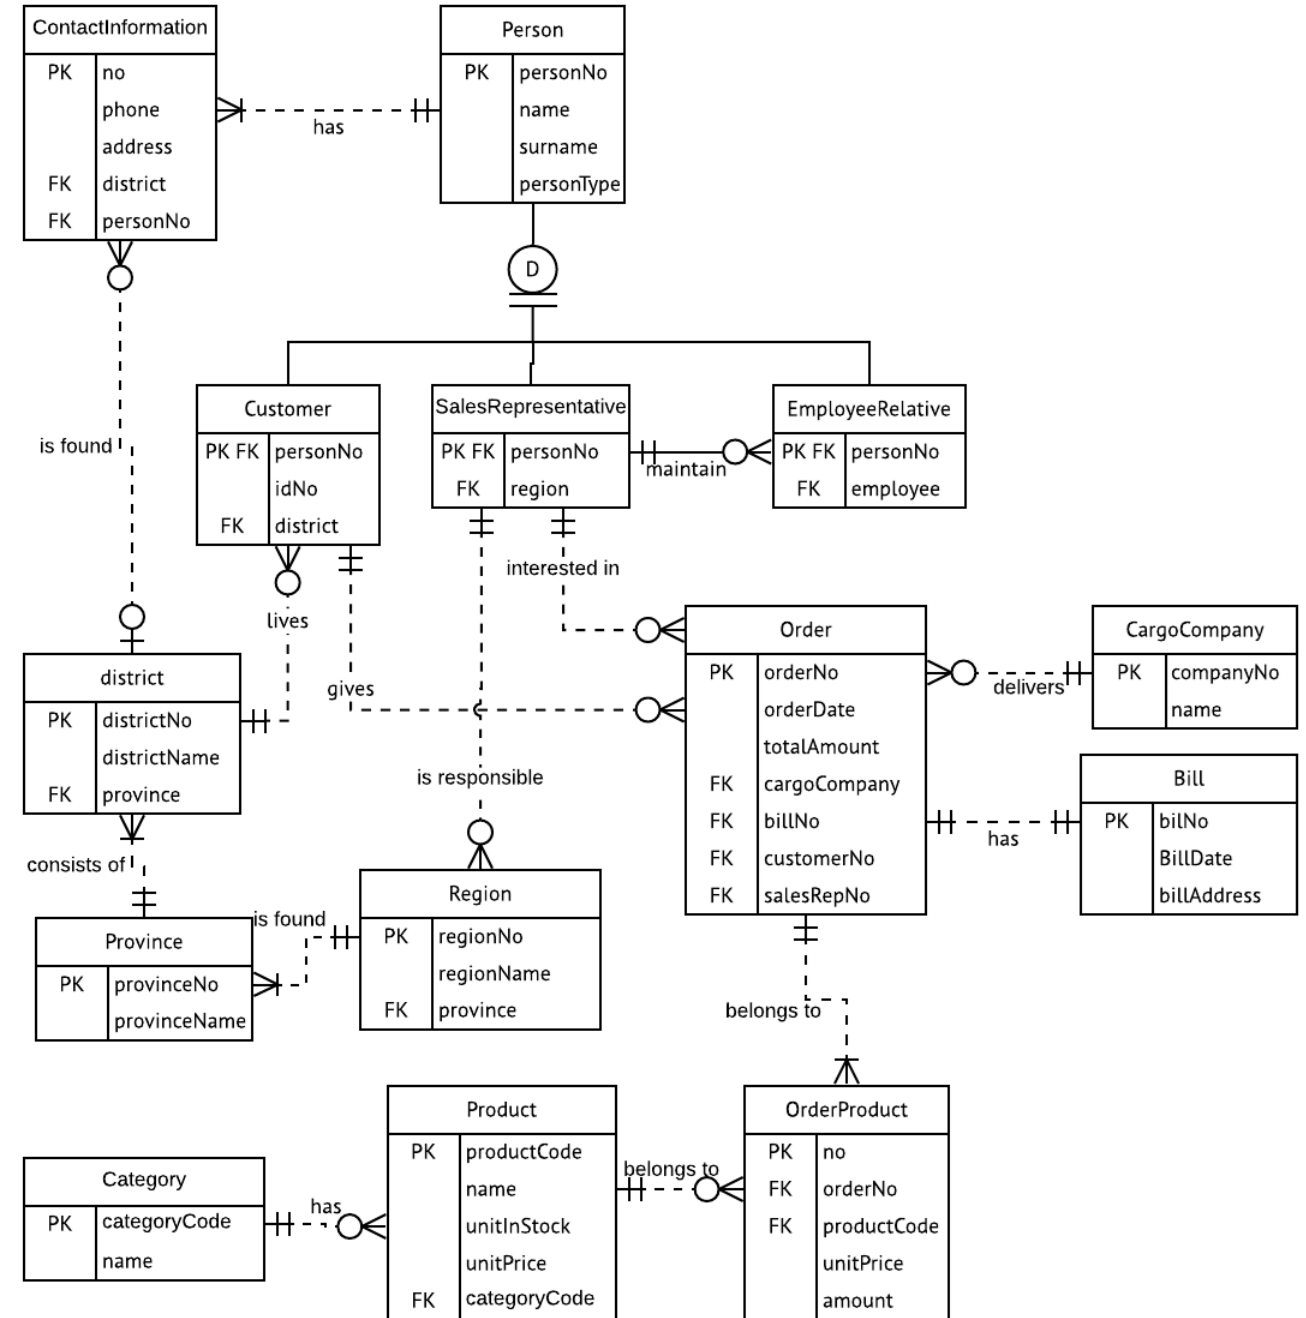 ContactInformation
PK no
phone
address
FK district
FK personNo
has
Person
PK personNo
name
surname
personType
D
is found
Customer
PK FK personNo
idNo
FK district
SalesRepresentative
PK FK personNo
FK region
maintain
EmployeeRelative
PK FK personNo
FK employee
interested in
lives
gives
is responsible
district
PK districtNo
districtName
FK province
Order
PK orderNo
orderDate
totalAmount
FK cargoCompany
FK billNo
FK customerNo
FK salesRepNo
delivers
CargoCompany
PK companyNo
name
has
Bill
PK bilNo
BillDate
billAddress
consists of
Province
PK provinceNo
provinceName
is found
Region
PK regionNo
regionName
FK province
belongs to
Category
PK categoryCode
name
has
Product
PK productCode
name
unitInStock
unitPrice
FK categoryCode
belongs to
OrderProduct
PK no
FK orderNo
FK productCode
unitPrice
amount